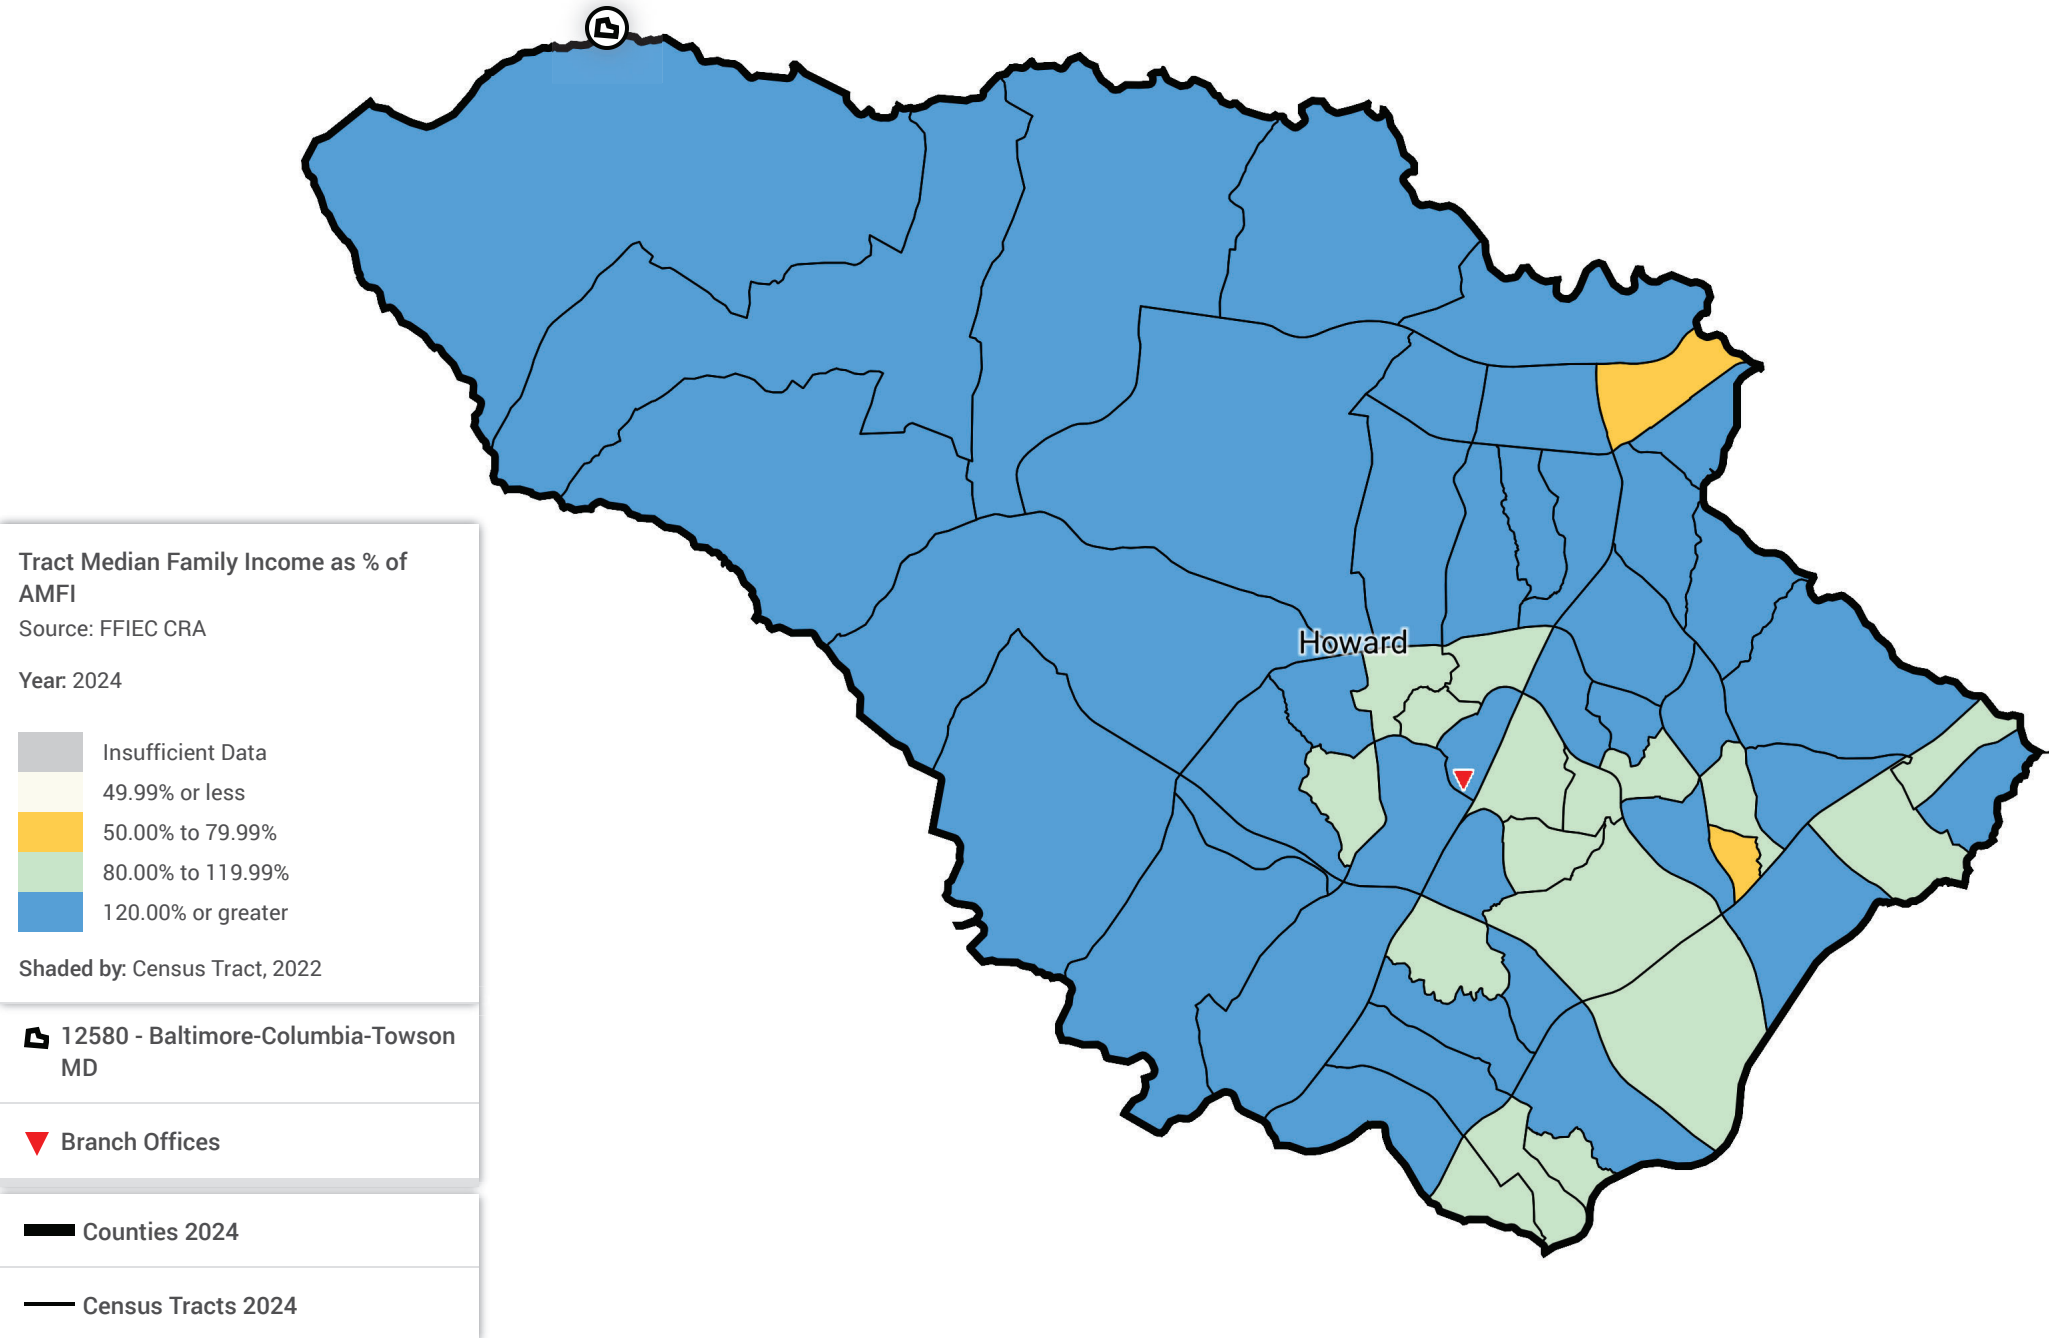 Howard
Tract Median Family Income as % of
AMFI
Source: FFIEC CRA
Year: 2024
Insufficient Data
49.99% or less
50.00% to 79.99%
80.00% to 119.99%
120.00% or greater
Shaded by: Census Tract, 2022
12580 - Baltimore-Columbia-Towson
MD
Branch Offices
Counties 2024
Census Tracts 2024